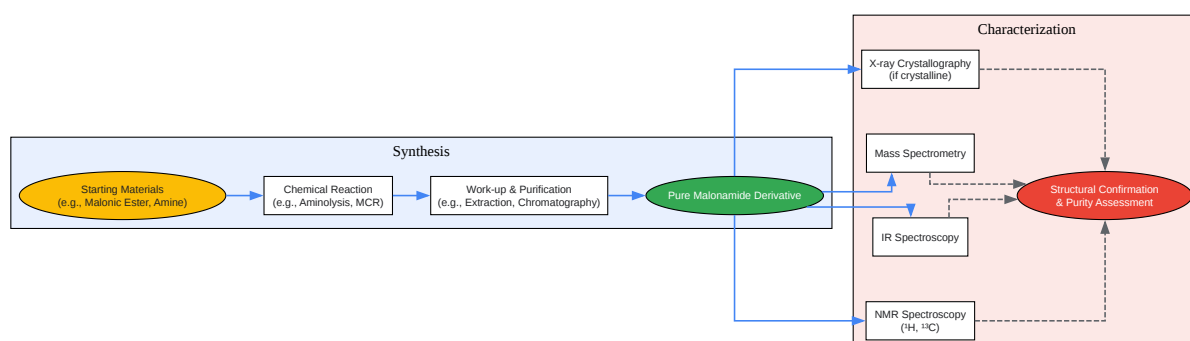 Synthesis
Starting Materials
(e.g., Malonic Ester, Amine)
Chemical Reaction
(e.g., Aminolysis, MCR)
Work-up & Purification
(e.g., Extraction, Chromatography)
Pure Malonamide Derivative
Characterization
X-ray Crystallography
(if crystalline)
Mass Spectrometry
IR Spectroscopy
NMR Spectroscopy
(¹H, ¹³C)
Structural Confirmation
& Purity Assessment